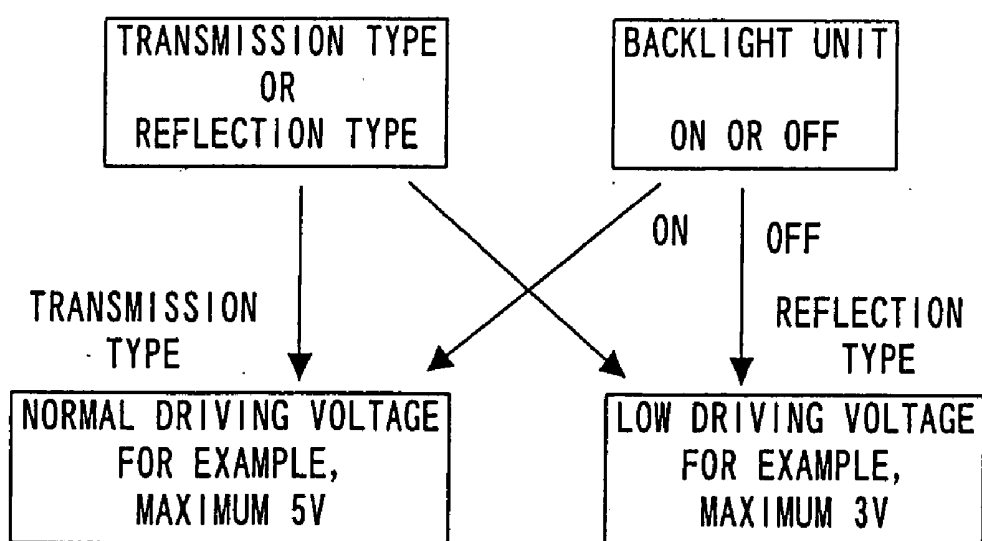 TRANSMISSION TYPE
OR
REFLECTION TYPE
BACKLIGHT UNIT
ON OR OFF
ON
OFF
TRANSMISSION
TYPE
REFLECTION
TYPE
NORMAL DRIVING VOLTAGE
FOR EXAMPLE,
MAXIMUM 5V
LOW DRIVING VOLTAGE
FOR EXAMPLE,
MAXIMUM 3V